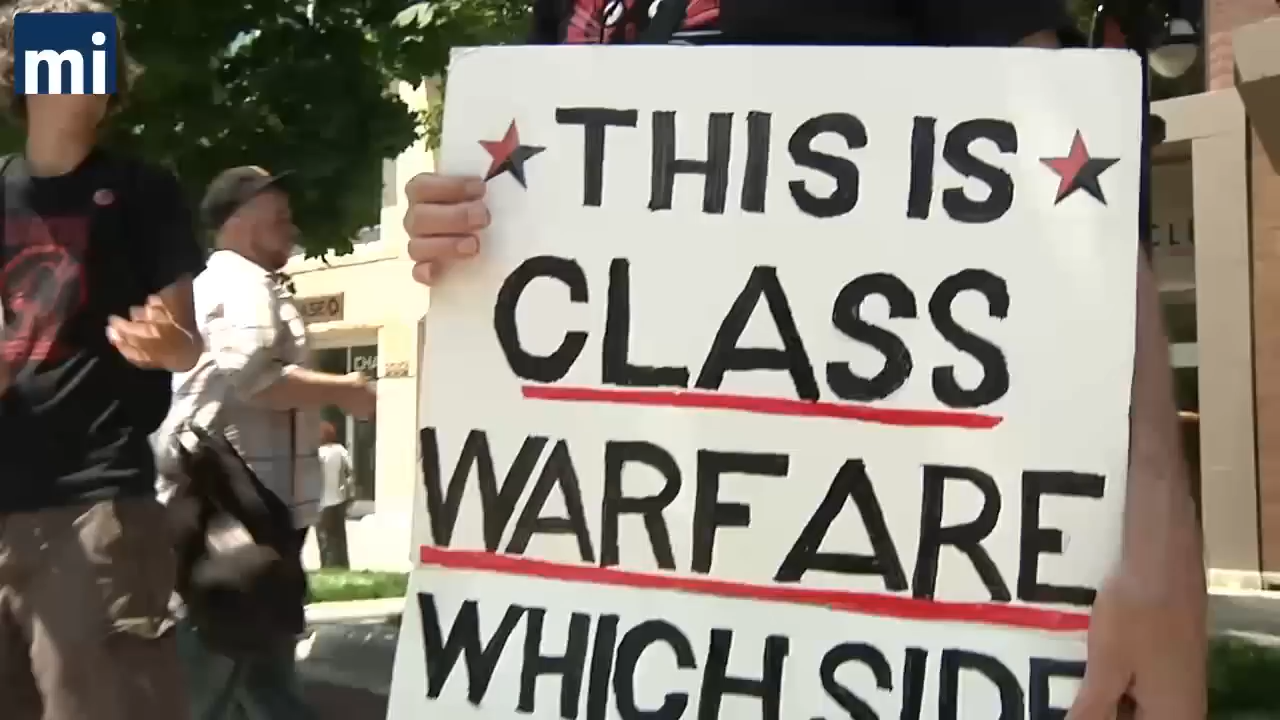 mi
THIS IS
CLASS
WARFARE
WHICH SIDE